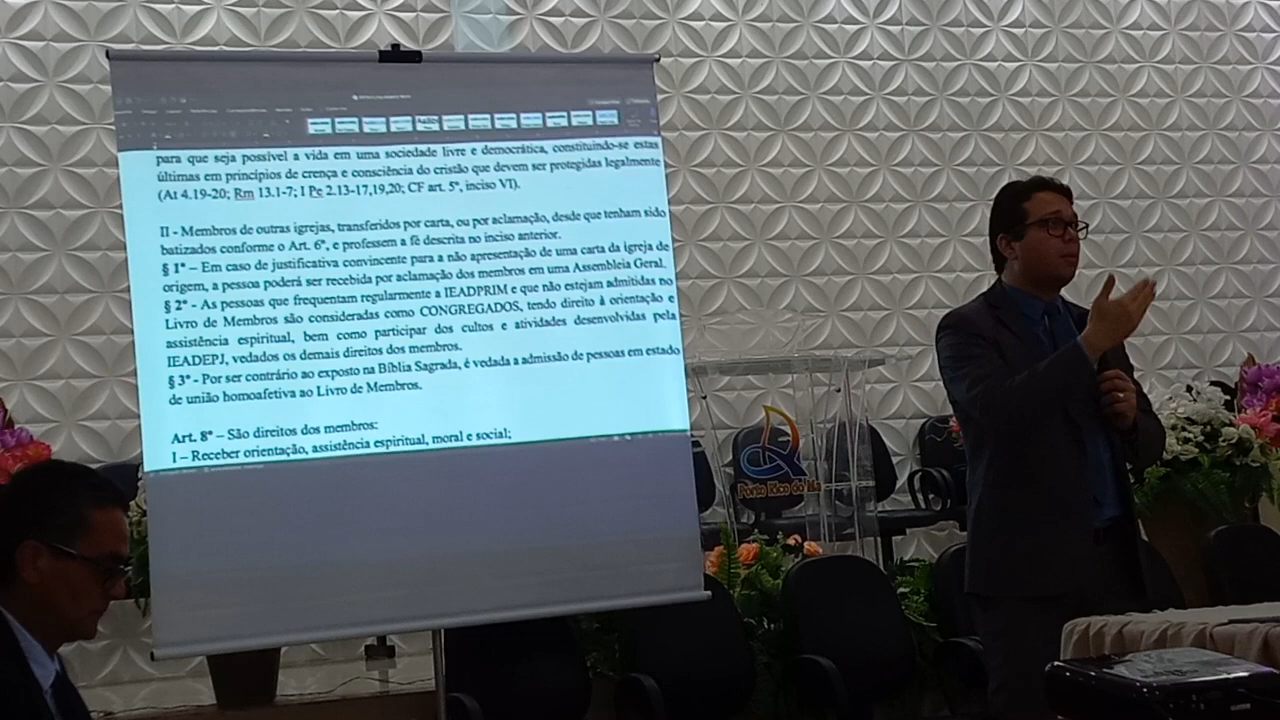 para que seja possível a vida em uma sociedade livre e democrática, constituindo-se estas
últimas em princípios de crença e consciência do cristão que devem ser protegidas legalmente
(At 4.19-20; Rm 13.1-7; I Pe 2.13-17,19,20; CF art. 5º, inciso VI).
II - Membros de outras igrejas, transferidos por carta, ou por aclamação, desde que tenham sido
batizados conforme o Art. 6º, e professem a fé descrita no inciso anterior.
§ 1º – Em caso de justificativa convincente para a não apresentação de uma carta da igreja de
origem, a pessoa poderá ser recebida por aclamação dos membros em uma Assembleia Geral.
§ 2º - As pessoas que frequentam regularmente a IEADPRIM e que não estejam admitidas no
Livro de Membros são consideradas como CONGREGADOS, tendo direito à orientação e
assistência espiritual, bem como participar dos cultos e atividades desenvolvidas pela
IEADEPJ, vedados os demais direitos dos membros.
§ 3º - Por ser contrário ao exposto na Bíblia Sagrada, é vedada a admissão de pessoas em estado
de união homoafetiva ao Livro de Membros.
Art. 8º – São direitos dos membros:
I – Receber orientação, assistência espiritual, moral e social;
Porto Rico do Ma